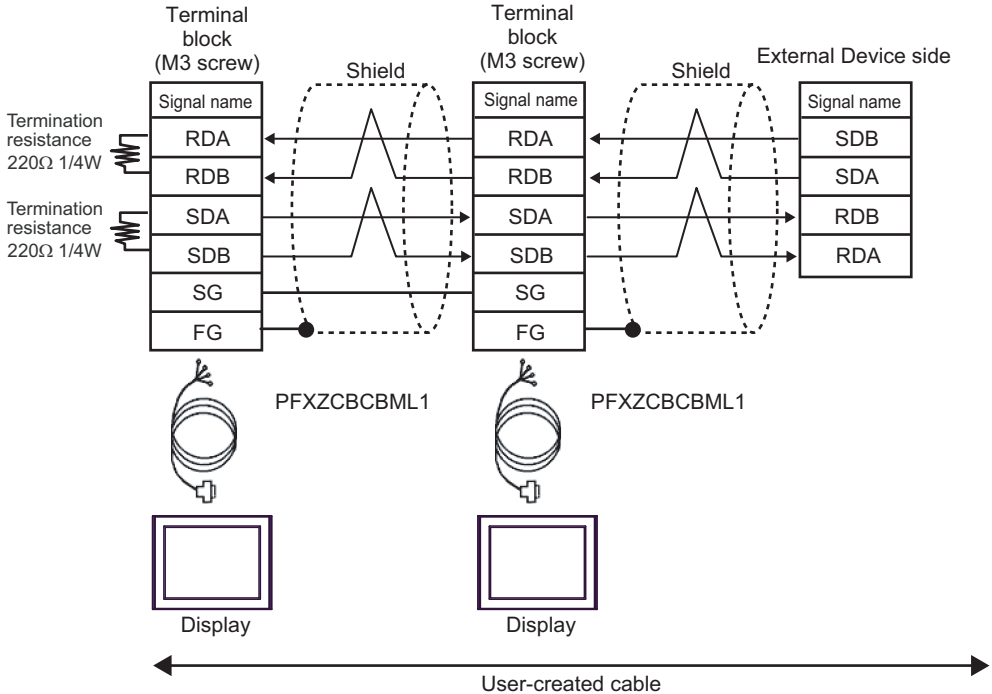 Terminal
block
(M3 screw)
Terminal
block
(M3 screw)
External Device side
Shield
Shield
Signal name
Signal name
Signal name
Termination
resistance
220Ω 1/4W
RDA
RDA
SDB
RDB
RDB
SDA
Termination
resistance
220Ω 1/4W
SDA
SDA
RDB
SDB
SDB
RDA
SG
SG
FG
FG
PFXZCBCBML1
PFXZCBCBML1
Display
Display
User-created cable